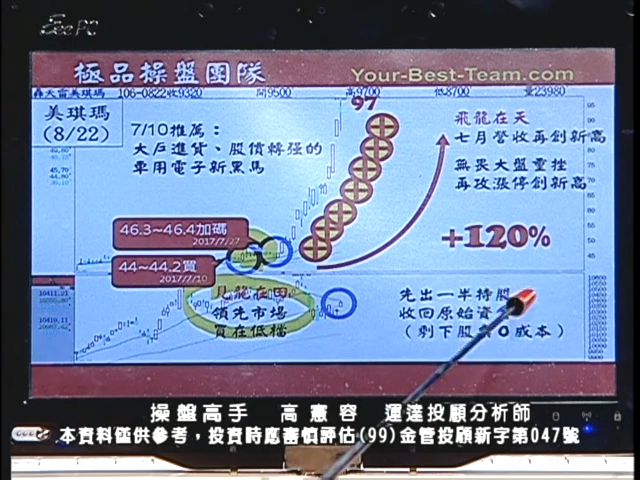 Eee PC
極品操盤團隊
Your-Best-Team.com
106-0822收9320 開9500 高9700 低8700 量23980
美琪瑪
(8/22)
7/10推薦：
大戶進貨、股價轉強的
車用電子新黑馬
97
飛龍在天
七月營收再創新高
無畏大盤重挫
再攻漲停創新高
+120%
46.3~46.4加碼
2017/7/27
44~44.2買
2017/7/10
見龍在田
領先市場
買在低檔
先出一半持股
收回原始資
(剩下股 0成本)
操盤高手 高憲容 運達投顧分析師
本資料僅供參考，投資時應審慎評估(99)金管投顧新字第047號